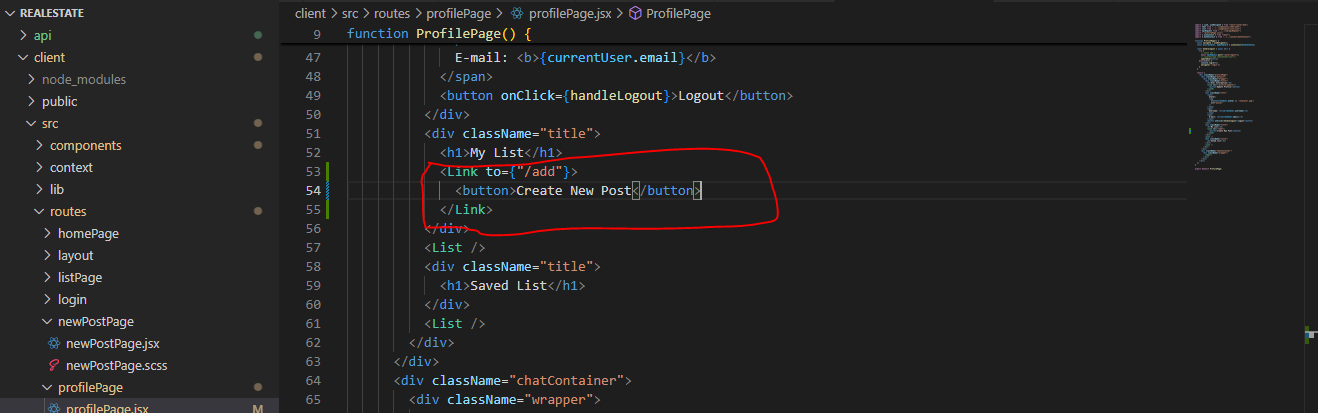 REALESTATE
api
client
node_modules
public
src
components
context
lib
routes
homePage
layout
listPage
login
newPostPage
newPostPage.jsx
newPostPage.scss
profilePage
profilePage.jsx M
client > src > routes > profilePage > profilePage.jsx > ProfilePage
9 function ProfilePage() {
47 E-mail: <b>{currentUser.email}</b>
48 </span>
49 <button onClick={handleLogout}>Logout</button>
50 </div>
51 <div className="title">
52 <h1>My List</h1>
53 <Link to={"/add"}>
54 <button>Create New Post</button>
55 </Link>
56 </div>
57 <List />
58 <div className="title">
59 <h1>Saved List</h1>
60 </div>
61 <List />
62 </div>
63 </div>
64 <div className="chatContainer">
65 <div className="wrapper">